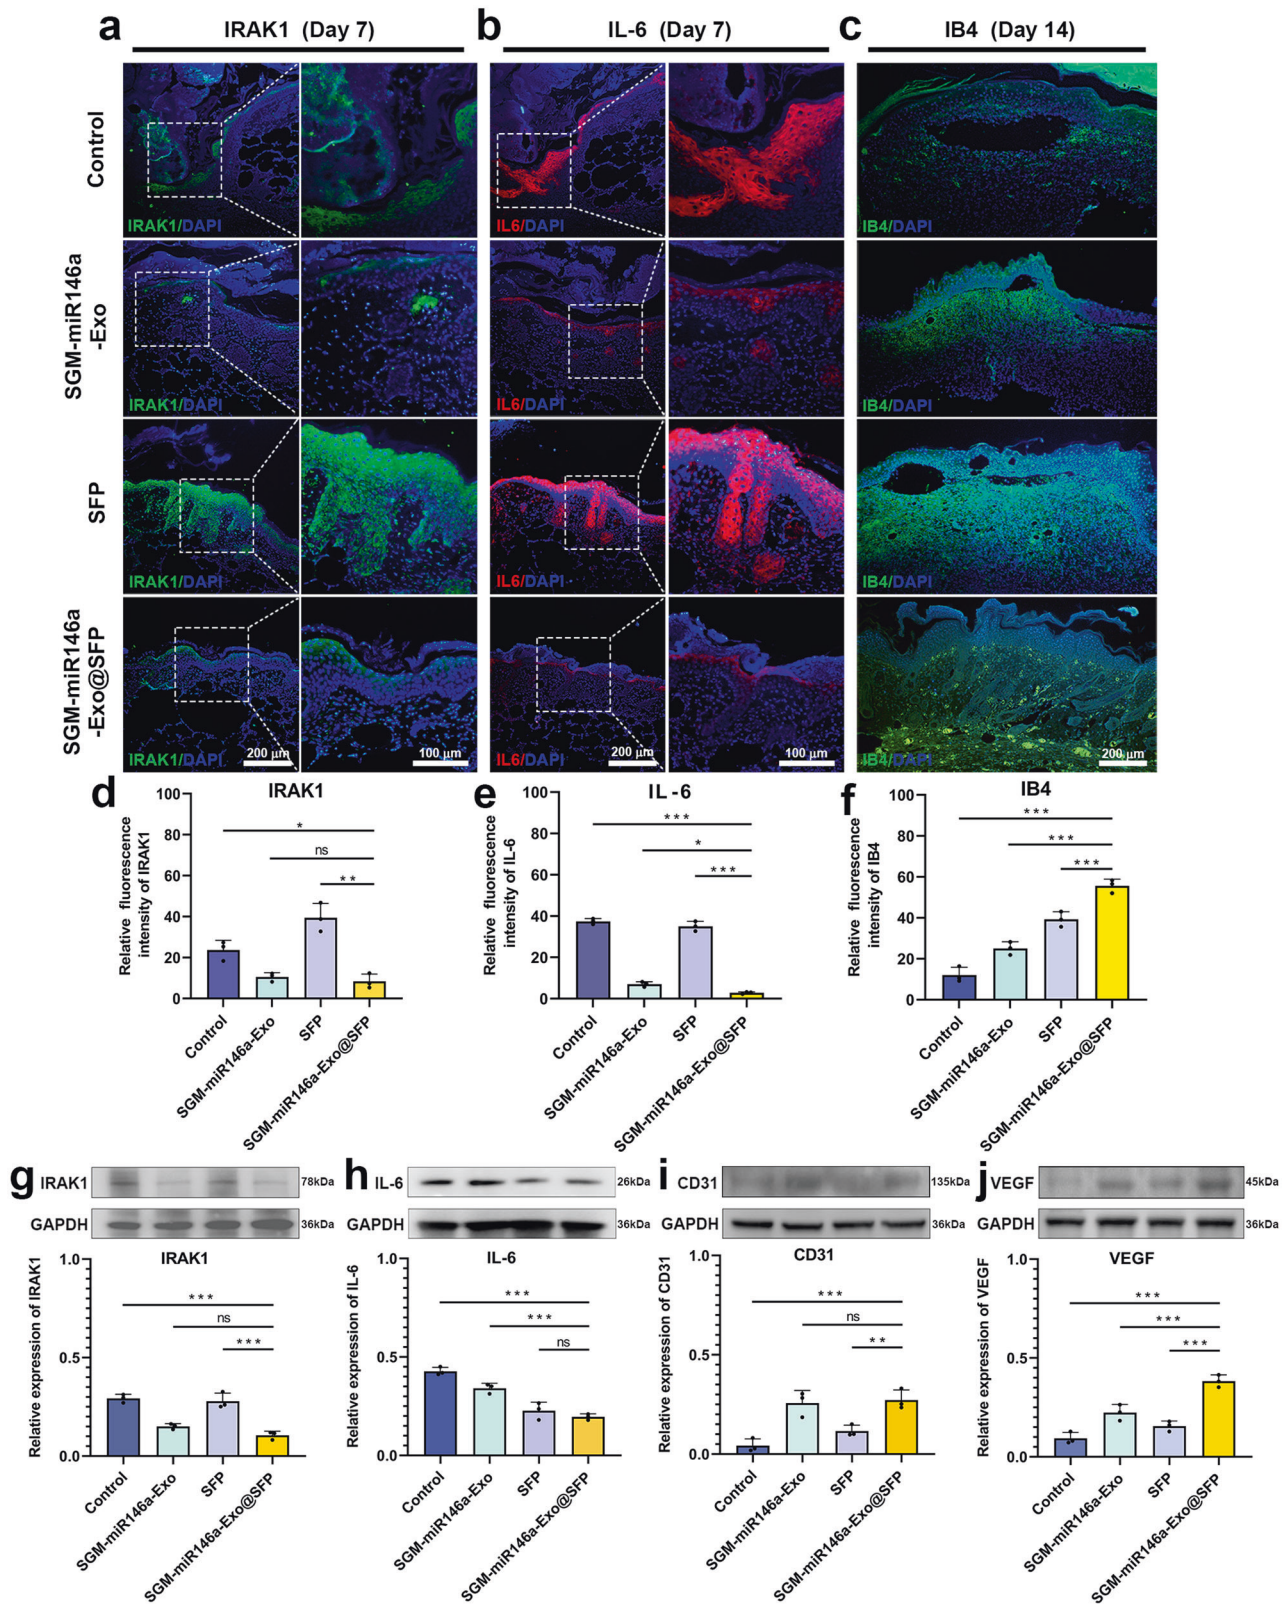 a IRAK1 (Day 7) b IL-6 (Day 7) c IB4 (Day 14)
Control
IRAK1/DAPI
IL6/DAPI
IB4/DAPI
SGM-miR146a
-Exo
IRAK1/DAPI
IL6/DAPI
IB4/DAPI
SFP
IRAK1/DAPI
IL6/DAPI
IB4/DAPI
SGM-miR146a
-Exo@SFP
IRAK1/DAPI 200 μm 100 μm
IL6/DAPI 200 μm 100 μm
IB4/DAPI 200 μm
d
IRAK1
Relative fluorescence
intensity of IRAK1
100
80
60
40
20
0
*
ns
**
Control
SGM-miR146a-Exo
SFP
SGM-miR146a-Exo@SFP
e
IL-6
Relative fluorescence
intensity of IL-6
100
80
60
40
20
0
***
*
***
Control
SGM-miR146a-Exo
SFP
SGM-miR146a-Exo@SFP
f
IB4
Relative fluorescence
intensity of IB4
100
80
60
40
20
0
***
***
***
Control
SGM-miR146a-Exo
SFP
SGM-miR146a-Exo@SFP
g
IRAK1 78kDa
GAPDH 36kDa
IRAK1
Relative expression of IRAK1
1.0
0.5
0.0
***
ns
***
Control
SGM-miR146a-Exo
SFP
SGM-miR146a-Exo@SFP
h
IL-6 26kDa
GAPDH 36kDa
IL-6
Relative expression of IL-6
1.0
0.5
0.0
***
***
ns
Control
SGM-miR146a-Exo
SFP
SGM-miR146a-Exo@SFP
i
CD31 135kDa
GAPDH 36kDa
CD31
Relative expression of CD31
1.0
0.5
0.0
***
ns
**
Control
SGM-miR146a-Exo
SFP
SGM-miR146a-Exo@SFP
j
VEGF 45kDa
GAPDH 36kDa
VEGF
Relative expression of VEGF
1.0
0.5
0.0
***
***
***
Control
SGM-miR146a-Exo
SFP
SGM-miR146a-Exo@SFP